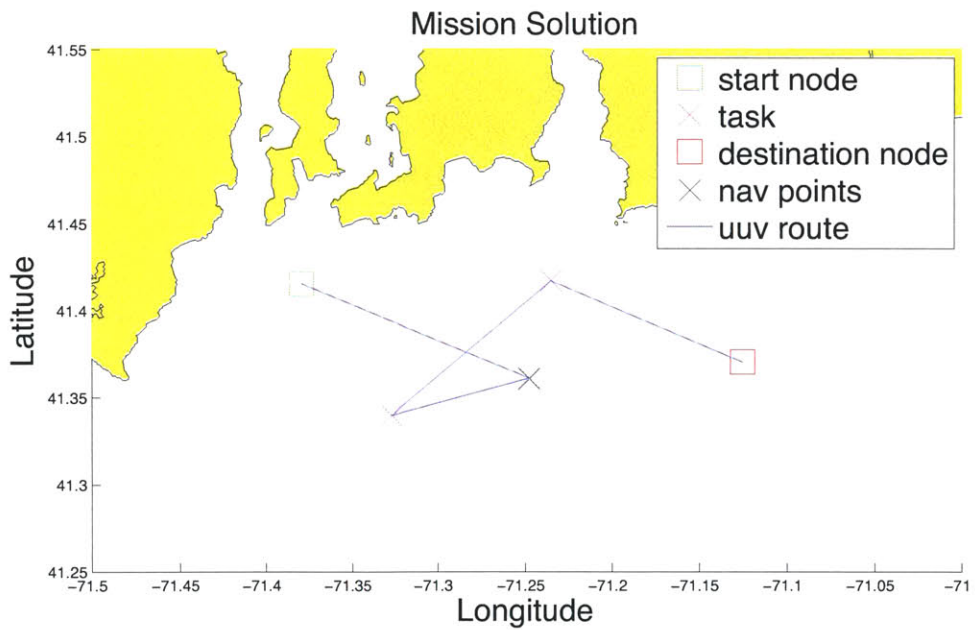 Mission Solution
41.55
41.5
41.45
41.4
41.35
41.3
41.25
Latitude
start node
task
destination node
nav points
uuv route
-71.5
-71.45
-71.4
-71.35
-71.3
-71.25
-71.2
-71.15
-71.1
-71.05
-71
Longitude